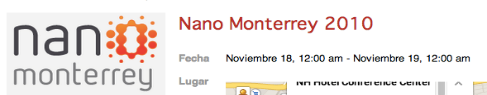 nano
monterrey
Nano Monterrey 2010
Fecha Noviembre 18, 12:00 am - Noviembre 19, 12:00 am
Lugar
NH Hotel Conference Center